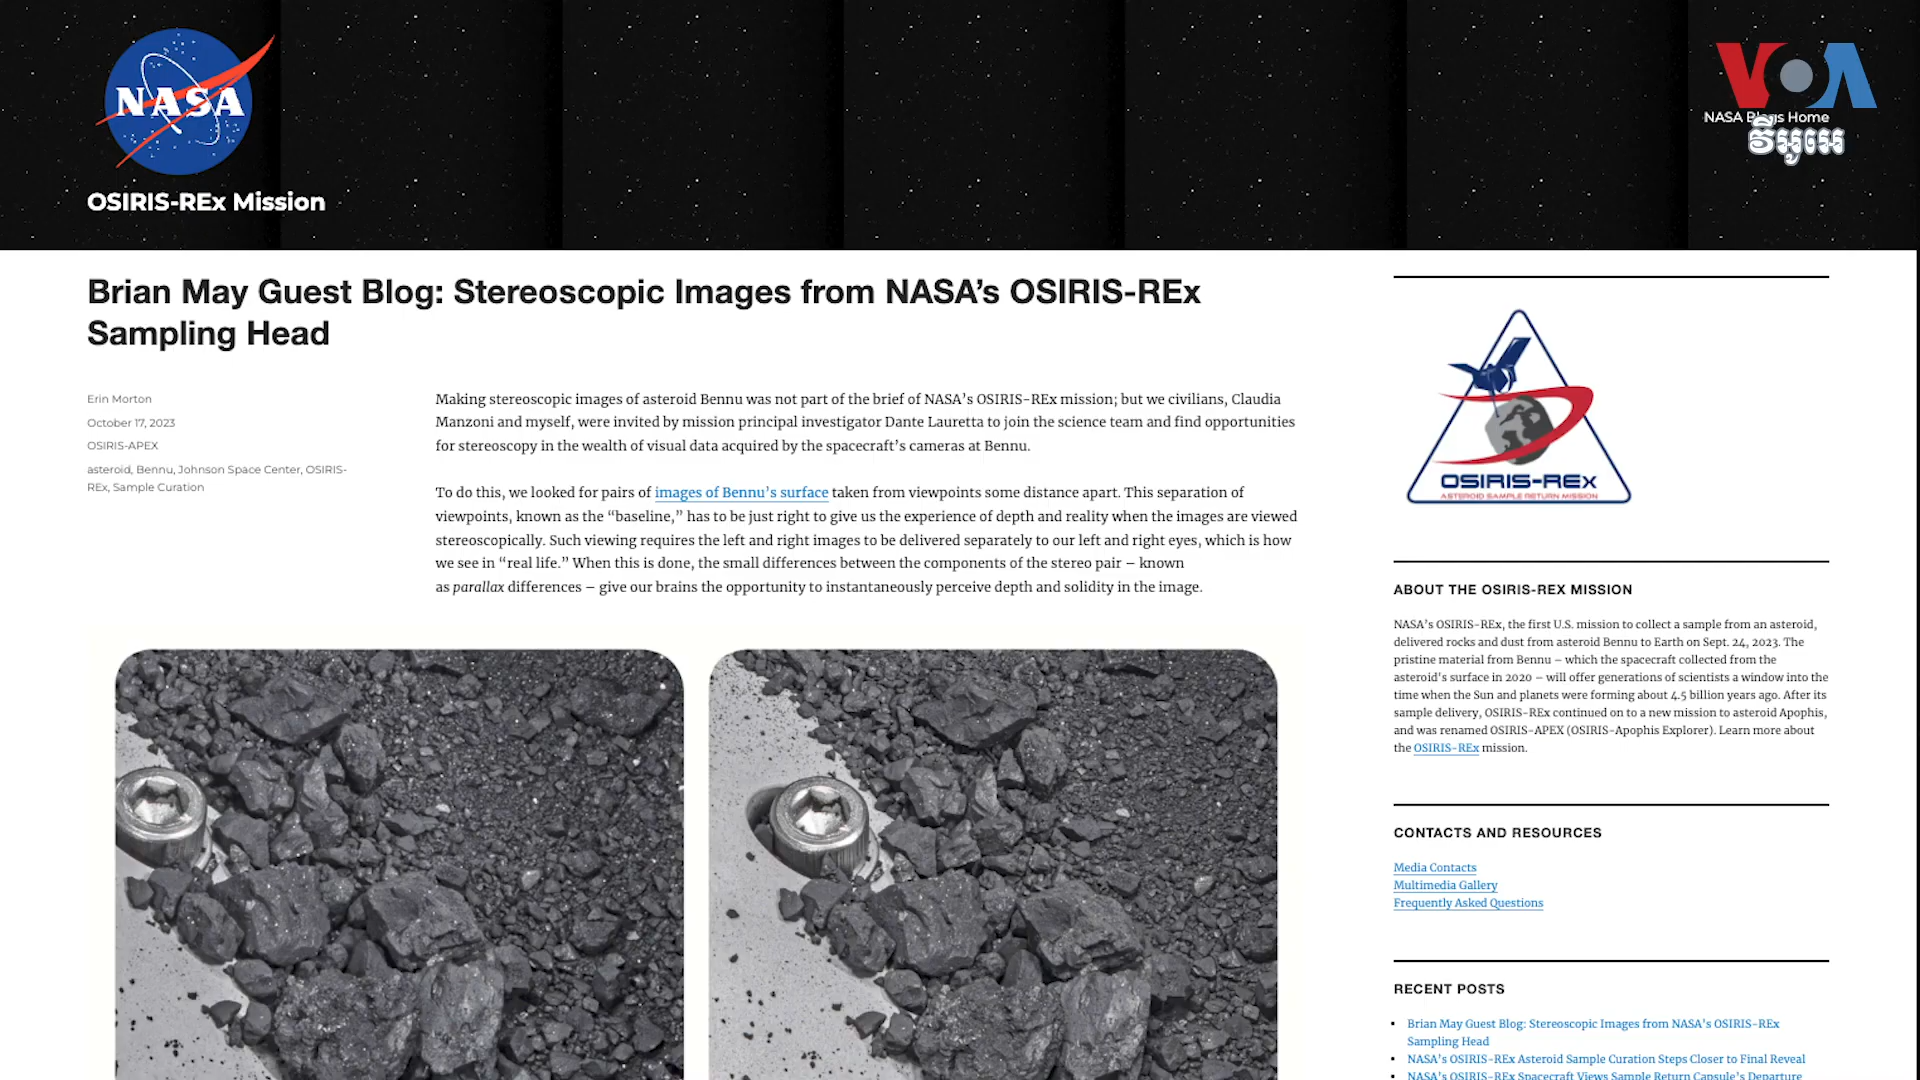 NASA
OSIRIS-REx Mission
VOA
NASA Blogs Home
វីអូអេ
Brian May Guest Blog: Stereoscopic Images from NASA’s OSIRIS-REx
Sampling Head
Erin Morton
October 17, 2023
OSIRIS-APEX
asteroid, Bennu, Johnson Space Center, OSIRIS-
REx, Sample Curation
Making stereoscopic images of asteroid Bennu was not part of the brief of NASA’s OSIRIS-REx mission; but we civilians, Claudia
Manzoni and myself, were invited by mission principal investigator Dante Lauretta to join the science team and find opportunities
for stereoscopy in the wealth of visual data acquired by the spacecraft’s cameras at Bennu.
To do this, we looked for pairs of images of Bennu’s surface taken from viewpoints some distance apart. This separation of
viewpoints, known as the “baseline,” has to be just right to give us the experience of depth and reality when the images are viewed
stereoscopically. Such viewing requires the left and right images to be delivered separately to our left and right eyes, which is how
we see in “real life.” When this is done, the small differences between the components of the stereo pair – known
as parallax differences – give our brains the opportunity to instantaneously perceive depth and solidity in the image.
OSIRIS-REx
ASTEROID SAMPLE RETURN MISSION
ABOUT THE OSIRIS-REX MISSION
NASA’s OSIRIS-REx, the first U.S. mission to collect a sample from an asteroid,
delivered rocks and dust from asteroid Bennu to Earth on Sept. 24, 2023. The
pristine material from Bennu – which the spacecraft collected from the
asteroid’s surface in 2020 – will offer generations of scientists a window into the
time when the Sun and planets were forming about 4.5 billion years ago. After its
sample delivery, OSIRIS-REx continued on to a new mission to asteroid Apophis,
and was renamed OSIRIS-APEX (OSIRIS-Apophis Explorer). Learn more about
the OSIRIS-REx mission.
CONTACTS AND RESOURCES
Media Contacts
Multimedia Gallery
Frequently Asked Questions
RECENT POSTS
Brian May Guest Blog: Stereoscopic Images from NASA’s OSIRIS-REx
Sampling Head
NASA’s OSIRIS-REx Asteroid Sample Curation Steps Closer to Final Reveal
NASA’s OSIRIS-REx Spacecraft Views Sample Return Capsule’s Departure